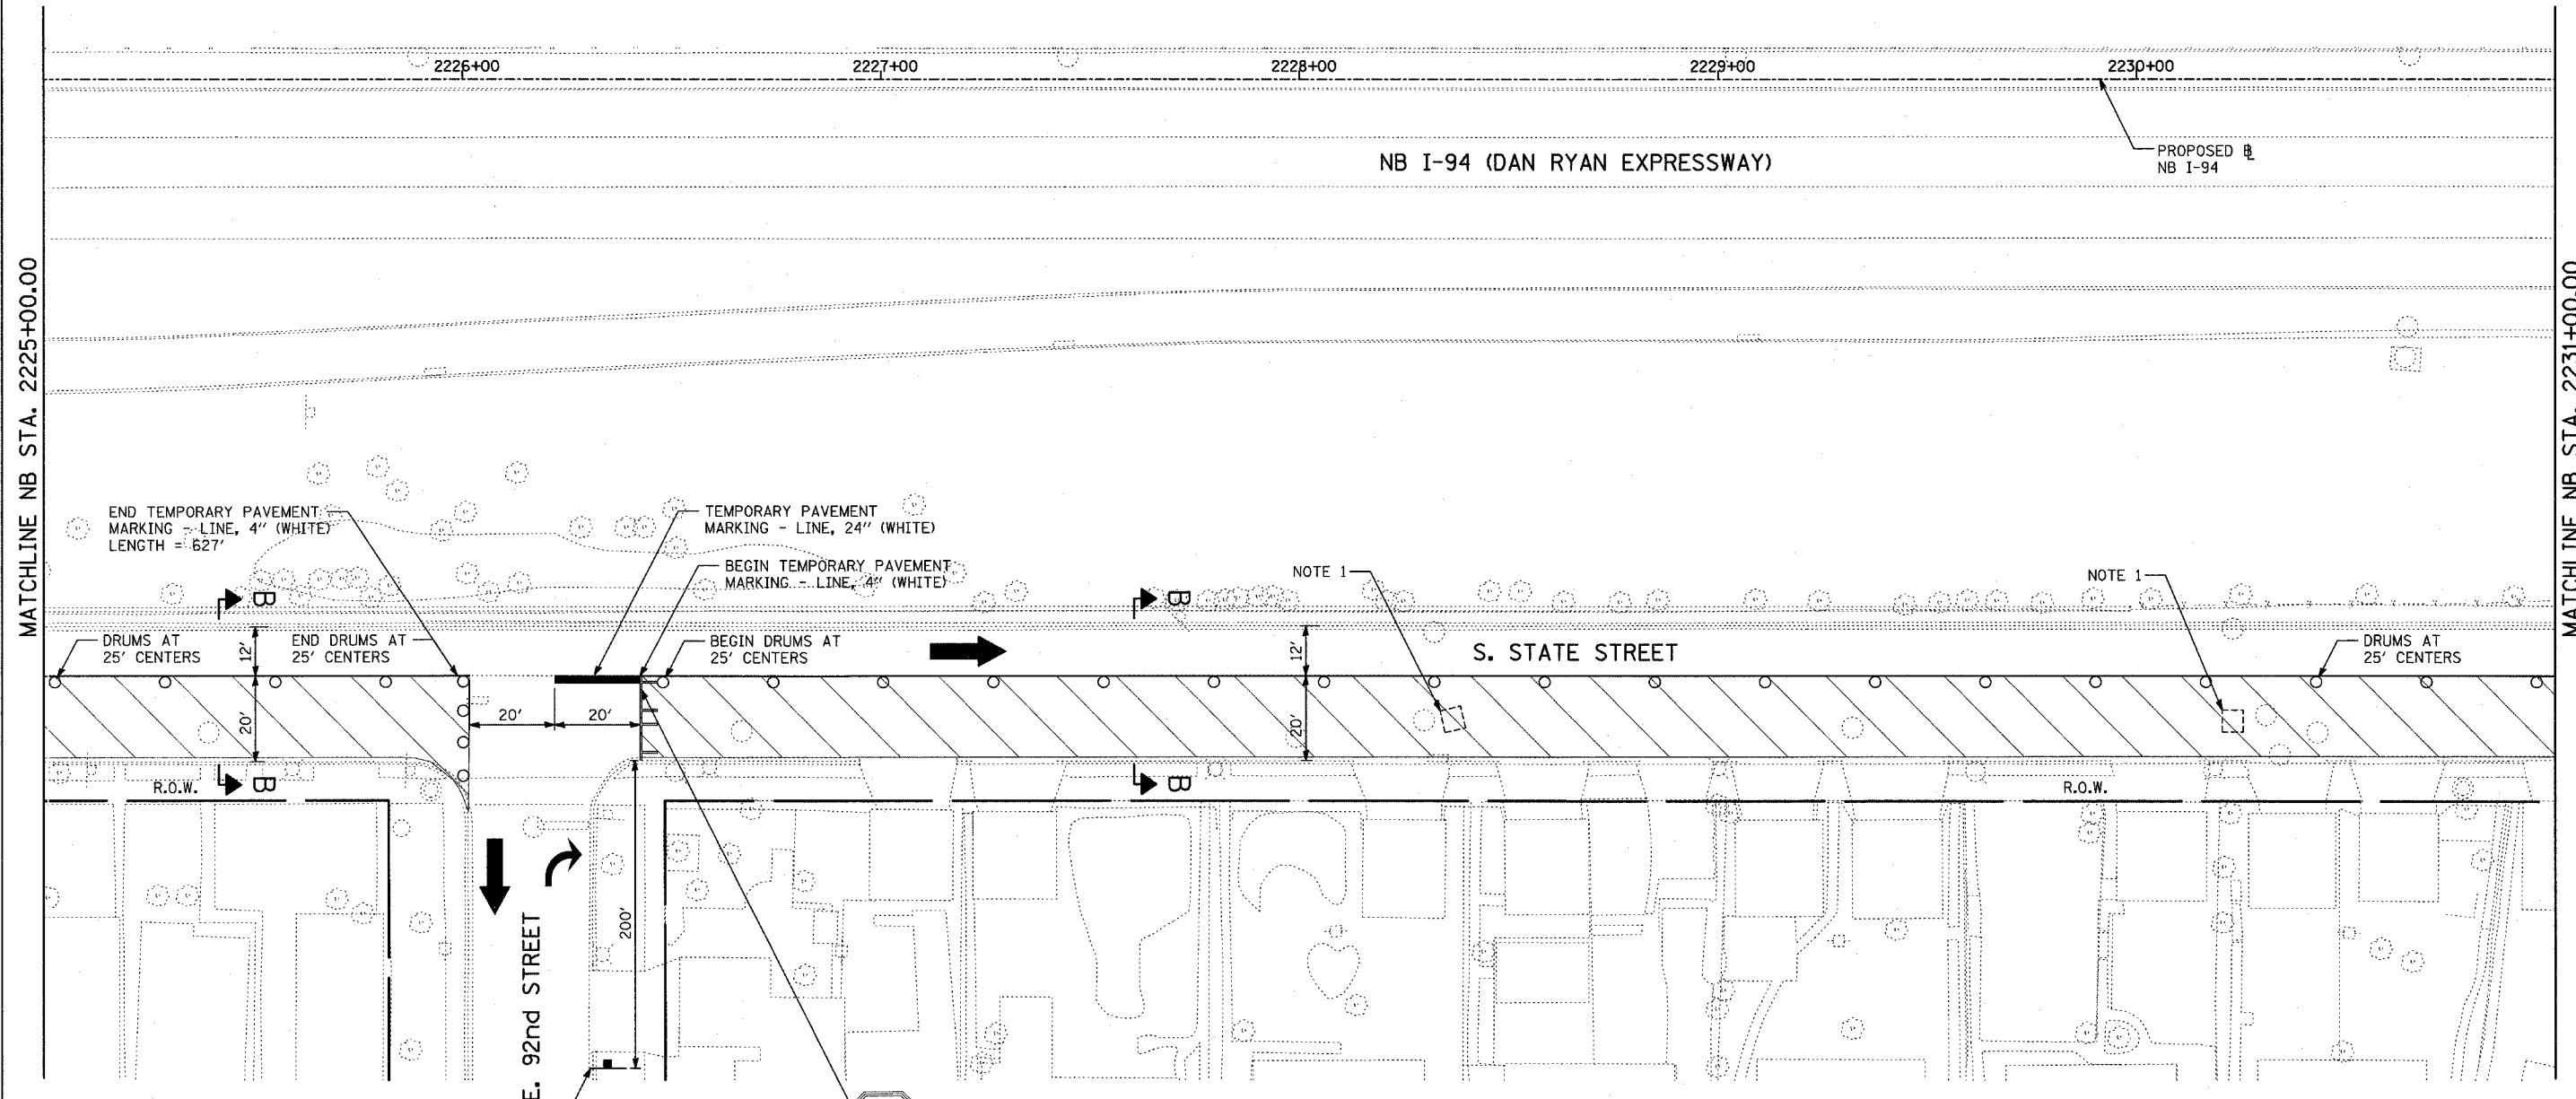 2226+00
2227+00
2228+00
2229+00
2230+00
NB I-94 (DAN RYAN EXPRESSWAY)
PROPOSED
NB I-94
MATCHLINE NB STA. 2225+00.00
MATCHLINE NB STA. 2231+00.00
END TEMPORARY PAVEMENT
MARKING - LINE, 4" (WHITE)
LENGTH = 627'
TEMPORARY PAVEMENT
MARKING - LINE, 24" (WHITE)
BEGIN TEMPORARY PAVEMENT
MARKING - LINE, 4" (WHITE)
NOTE 1
NOTE 1
B
B
DRUMS AT
25' CENTERS
12'
END DRUMS AT
25' CENTERS
BEGIN DRUMS AT
25' CENTERS
12'
S. STATE STREET
DRUMS AT
25' CENTERS
20'
20'
20'
20'
R.O.W.
B
B
R.O.W.
200'
E. 92nd STREET